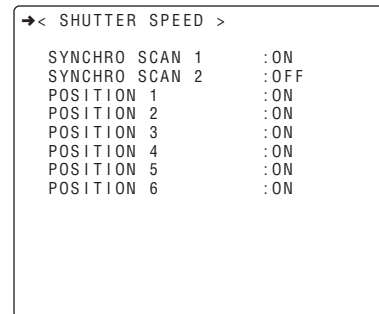 ➔< SHUTTER SPEED >
SYNCHRO SCAN 1 :ON
SYNCHRO SCAN 2 :OFF
POSITION 1 :ON
POSITION 2 :ON
POSITION 3 :ON
POSITION 4 :ON
POSITION 5 :ON
POSITION 6 :ON